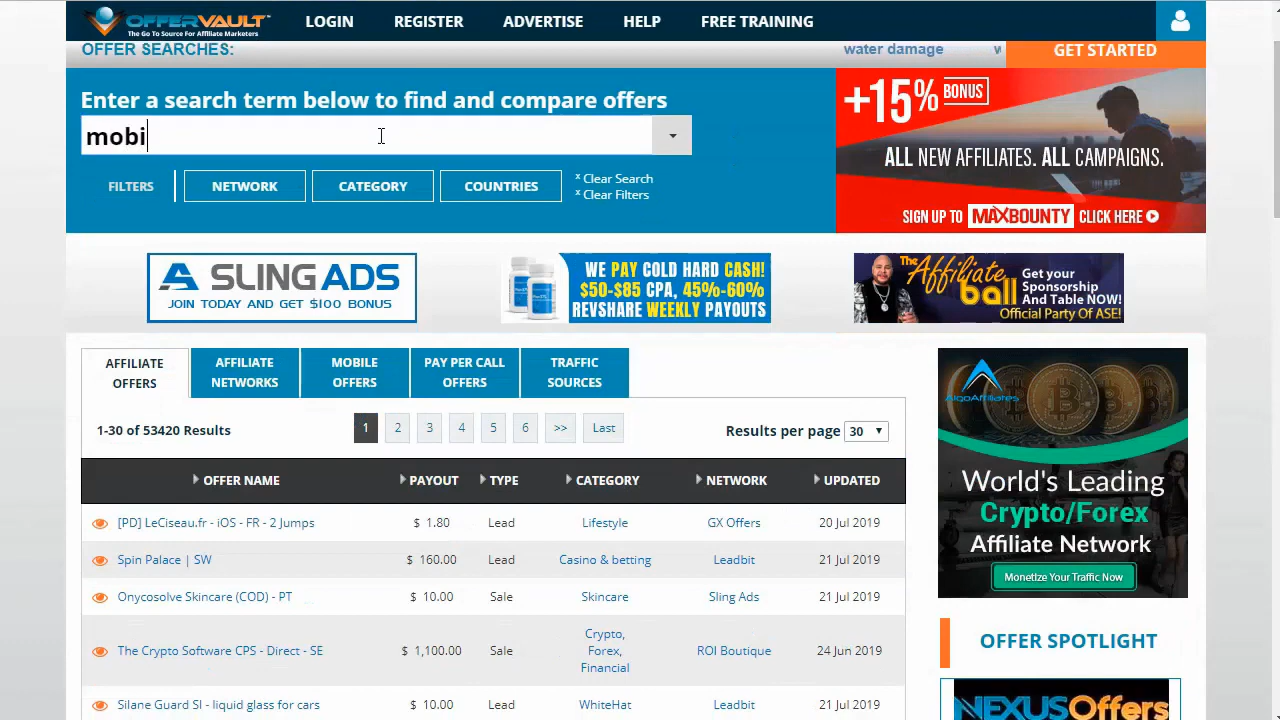 OFFERVAULT
The Go To Source For Affiliate Marketers
LOGIN
REGISTER
ADVERTISE
HELP
FREE TRAINING
OFFER SEARCHES:
water damage
GET STARTED
Enter a search term below to find and compare offers
mobi
FILTERS
NETWORK
CATEGORY
COUNTRIES
x Clear Search
x Clear Filters
+15% BONUS
ALL NEW AFFILIATES. ALL CAMPAIGNS.
SIGN UP TO MAXBOUNTY CLICK HERE
SLING ADS
JOIN TODAY AND GET $100 BONUS
WE PAY COLD HARD CASH!
$50-$85 CPA, 45%-60%
REVSHARE WEEKLY PAYOUTS
The Affiliate
ball
Get your
Sponsorship
And Table NOW!
Official Party Of ASE!
AFFILIATE
OFFERS
AFFILIATE
NETWORKS
MOBILE
OFFERS
PAY PER CALL
OFFERS
TRAFFIC
SOURCES
1-30 of 53420 Results
1 2 3 4 5 6 >> Last
Results per page 30
OFFER NAME PAYOUT TYPE CATEGORY NETWORK UPDATED
[PD] LeCiseau.fr - iOS - FR - 2 Jumps $ 1.80 Lead Lifestyle GX Offers 20 Jul 2019
Spin Palace | SW $ 160.00 Lead Casino & betting Leadbit 21 Jul 2019
Onycosolve Skincare (COD) - PT $ 10.00 Sale Skincare Sling Ads 21 Jul 2019
The Crypto Software CPS - Direct - SE $ 1,100.00 Sale Crypto, Forex, Financial ROI Boutique 24 Jun 2019
Silane Guard SI - liquid glass for cars $ 10.00 Lead WhiteHat Leadbit 21 Jul 2019
AlgoAffiliates
World's Leading
Crypto/Forex
Affiliate Network
Monetize Your Traffic Now
OFFER SPOTLIGHT
NEXUSOffers